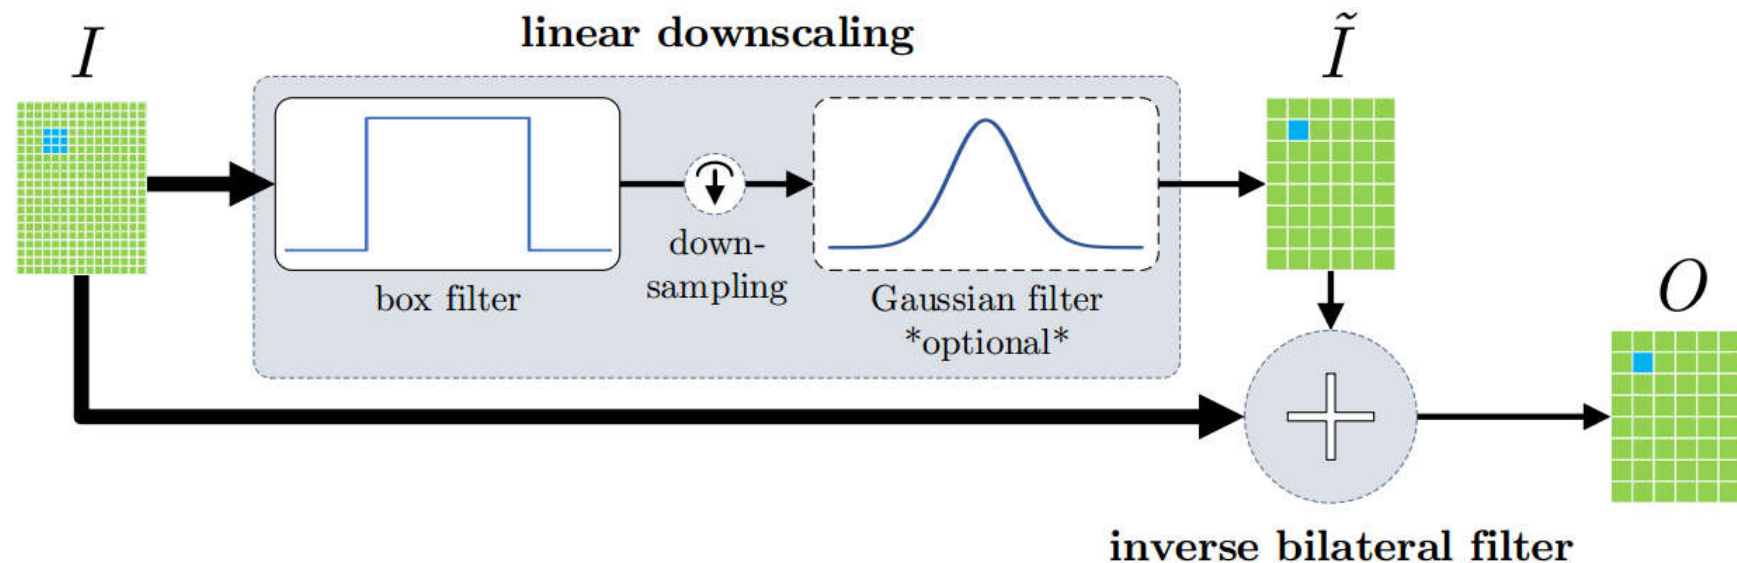 linear downscaling
I
Ĩ
box filter
down-
sampling
Gaussian filter
*optional*
O
inverse bilateral filter